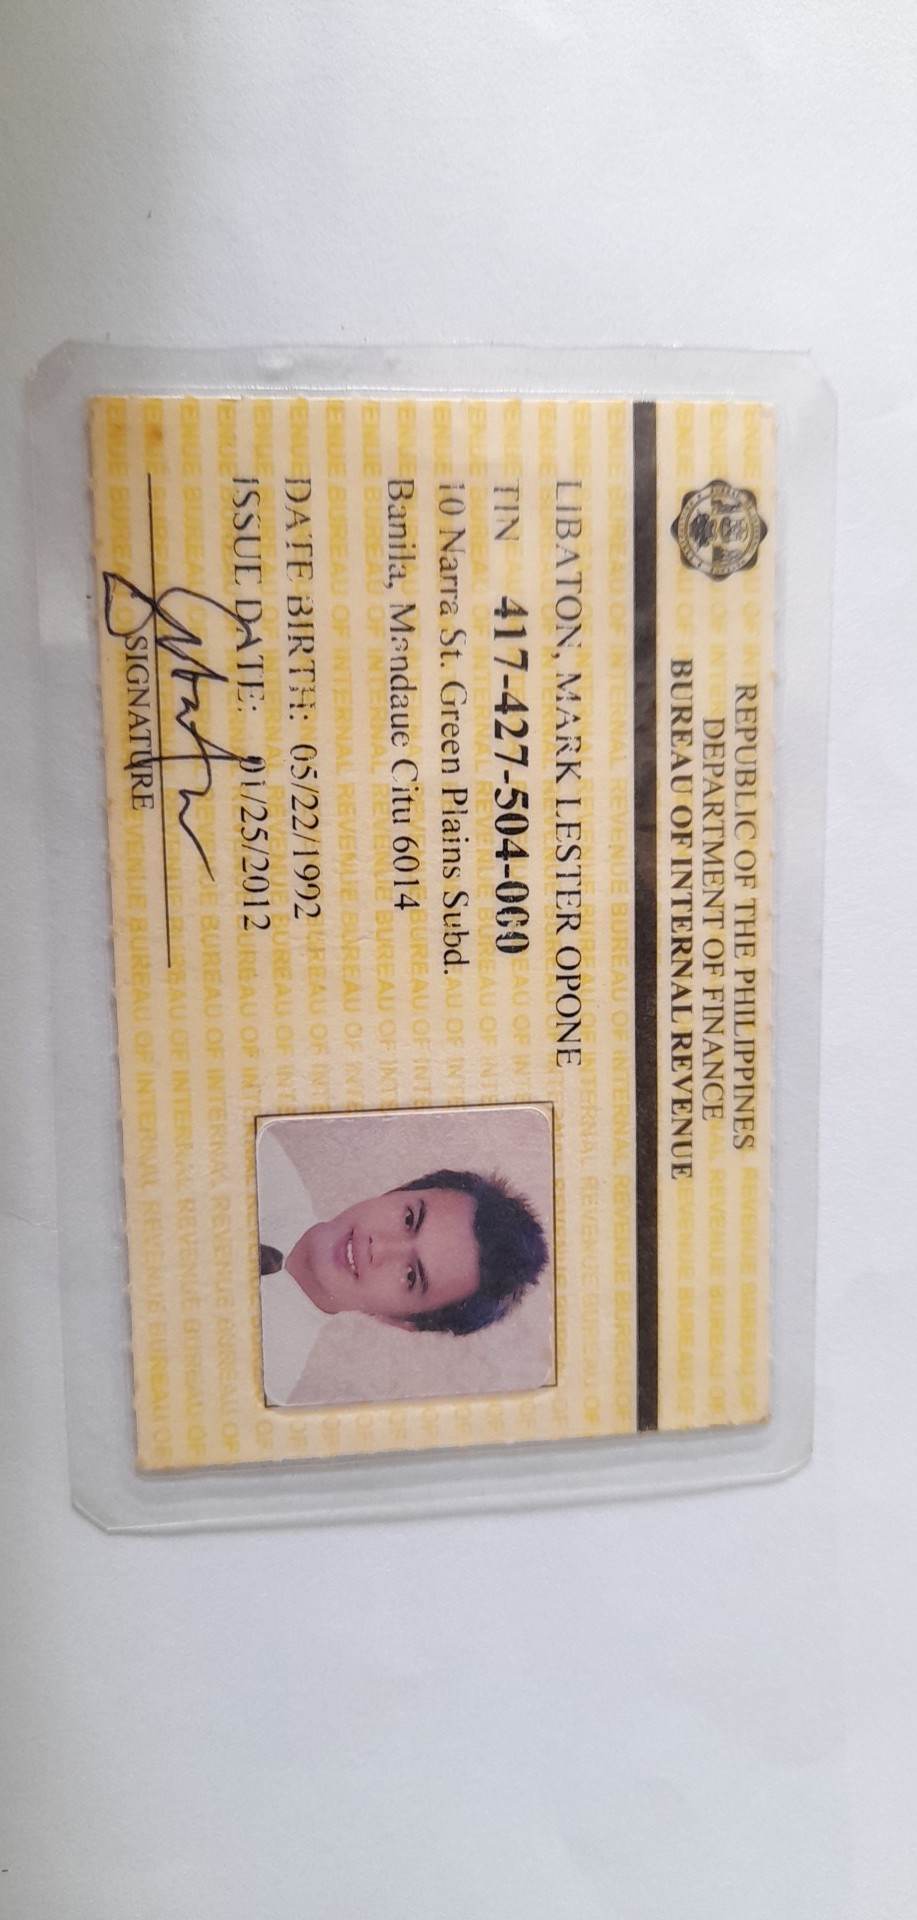 REPUBLIC OF THE PHILIPPINES
DEPARTMENT OF FINANCE
BUREAU OF INTERNAL REVENUE
LIBATON, MARK LESTER OPONE
TIN 417-427-504-000
10 Narra St. Green Plains Subd.
Banila, Mandaue Citu 6014
DATE BIRTH: 05/22/1992
ISSUE DATE: 01/25/2012
SIGNATURE